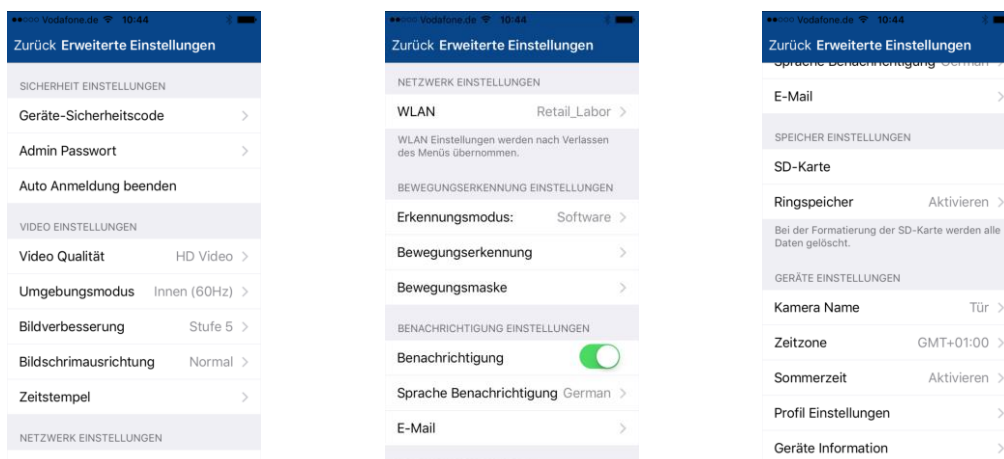 Vodafone.de 10:44
Zurück Erweiterte Einstellungen
SICHERHEIT EINSTELLUNGEN
Geräte-Sicherheitscode
Admin Passwort
Auto Anmeldung beenden
VIDEO EINSTELLUNGEN
Video Qualität HD Video
Umgebungsmodus Innen (60Hz)
Bildverbesserung Stufe 5
Bildschrimausrichtung Normal
Zeitstempel
NETZWERK EINSTELLUNGEN
Vodafone.de 10:44
Zurück Erweiterte Einstellungen
NETZWERK EINSTELLUNGEN
WLAN Retail_Labor
WLAN Einstellungen werden nach Verlassen
des Menüs übernommen.
BEWEGUNGSERKENNUNG EINSTELLUNGEN
Erkennungsmodus: Software
Bewegungserkennung
Bewegungsmaske
BENACHRICHTIGUNG EINSTELLUNGEN
Benachrichtigung
Sprache Benachrichtigung German
E-Mail
Vodafone.de 10:44
Zurück Erweiterte Einstellungen
Sprache Benachrichtigung German
E-Mail
SPEICHER EINSTELLUNGEN
SD-Karte
Ringspeicher Aktivieren
Bei der Formatierung der SD-Karte werden alle
Daten gelöscht.
GERÄTE EINSTELLUNGEN
Kamera Name Tür
Zeitzone GMT+01:00
Sommerzeit Aktivieren
Profil Einstellungen
Geräte Information